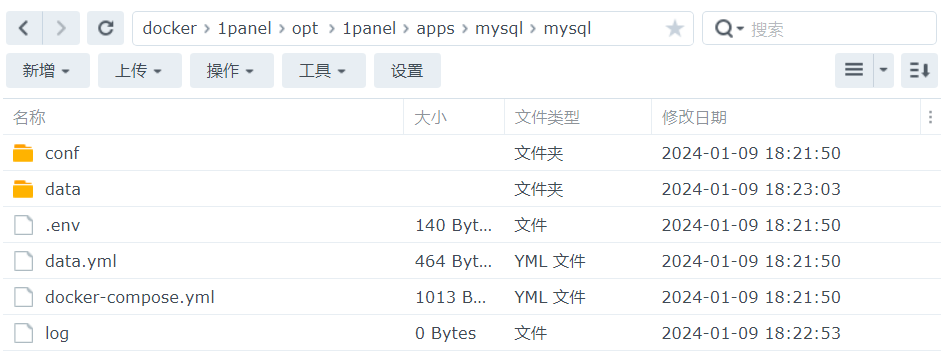 docker › 1panel › opt › 1panel › apps › mysql › mysql 搜索
新增 上传 操作 工具 设置
名称 大小 文件类型 修改日期
conf 文件夹 2024-01-09 18:21:50
data 文件夹 2024-01-09 18:23:03
.env 140 Byt... 文件 2024-01-09 18:21:50
data.yml 464 Byt... YML 文件 2024-01-09 18:21:50
docker-compose.yml 1013 B... YML 文件 2024-01-09 18:21:50
log 0 Bytes 文件 2024-01-09 18:22:53